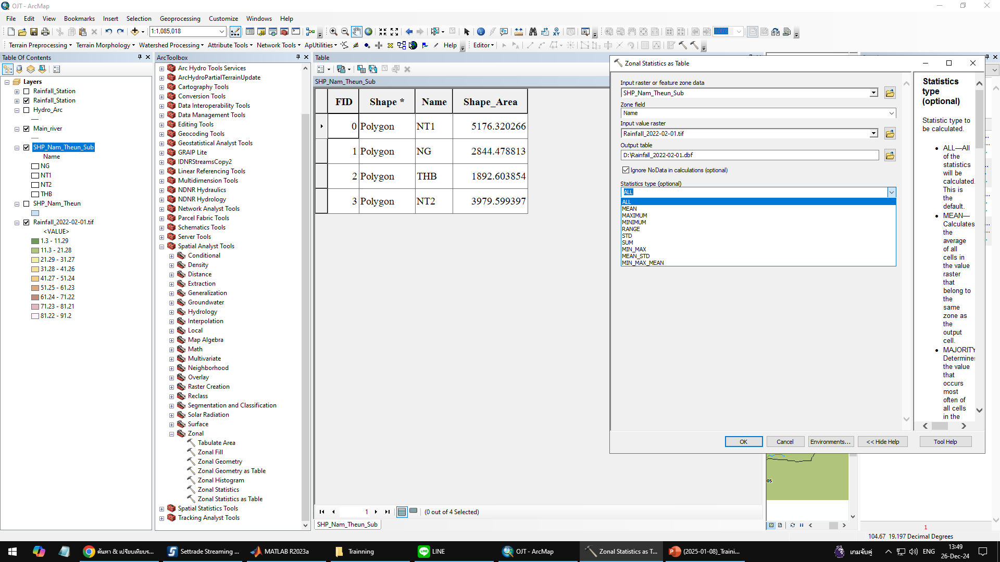 OJT - ArcMap
File Edit View Bookmarks Insert Selection Geoprocessing Customize Windows Help
1:1,085,018
100%
Terrain Preprocessing Terrain Morphology Watershed Processing Attribute Tools Network Tools ApUtilities Help Editor
Table Of Contents
Layers
Rainfall_Station
Rainfall_Station
Hydro_Arc
Main_river
SHP_Nam_Theun_Sub
Name
NG
NT1
NT2
THB
SHP_Nam_Theun
Rainfall_2022-02-01.tif
<VALUE>
1.3 - 11.29
11.3 - 21.28
21.29 - 31.27
31.28 - 41.26
41.27 - 51.24
51.25 - 61.23
61.24 - 71.22
71.23 - 81.21
81.22 - 91.2
ArcToolbox
Arc Hydro Tools Services
ArcHydroPartialTerrainUpdate
Cartography Tools
Conversion Tools
Data Interoperability Tools
Data Management Tools
Editing Tools
Geocoding Tools
Geostatistical Analyst Tools
GRAIP Lite
IDNRStreamsCopy2
Linear Referencing Tools
Multidimension Tools
NDNR Hydraulics
NDNR Hydrology
Network Analyst Tools
Parcel Fabric Tools
Schematics Tools
Server Tools
Spatial Analyst Tools
Conditional
Density
Distance
Extraction
Generalization
Groundwater
Hydrology
Interpolation
Local
Map Algebra
Math
Multivariate
Neighborhood
Overlay
Raster Creation
Reclass
Segmentation and Classification
Solar Radiation
Surface
Zonal
Tabulate Area
Zonal Fill
Zonal Geometry
Zonal Geometry as Table
Zonal Histogram
Zonal Statistics
Zonal Statistics as Table
Spatial Statistics Tools
Tracking Analyst Tools
Table
SHP_Nam_Theun_Sub
FID Shape * Name Shape_Area
0 Polygon NT1 5176.320266
1 Polygon NG 2844.478813
2 Polygon THB 1892.603854
3 Polygon NT2 3979.599397
1 (0 out of 4 Selected)
SHP_Nam_Theun_Sub
Zonal Statistics as Table
Input raster or feature zone data
SHP_Nam_Theun_Sub
Zone field
Name
Input value raster
Rainfall_2022-02-01.tif
Output table
D:\Rainfall_2022-02-01.dbf
Ignore NoData in calculations (optional)
Statistics type (optional)
ALL
ALL
MEAN
MAXIMUM
MINIMUM
RANGE
STD
SUM
MIN_MAX
MEAN_STD
MIN_MAX_MEAN
OK Cancel Environments... << Hide Help Tool Help
Statistics
type
(optional)
Statistic type to
be calculated.
ALL—All
of the
statistics
will be
calculated.
This is
the
default.
MEAN—
Calculates
the
average
of all
cells in
the value
raster
that
belong to
the
same
zone as
the
output
cell.
MAJORITY
Determines
the value
that
occurs
most
often of
all cells
in the
05
1
104.67 19.197 Decimal Degrees
ค้นหา & เปรียบเทียบร...
Settrade Streaming ...
MATLAB R2023a
Trainning
LINE
OJT - ArcMap
Zonal Statistics as T...
(2025-01-08)_Traini...
เกมจับคู่
ENG
13:49
26-Dec-24